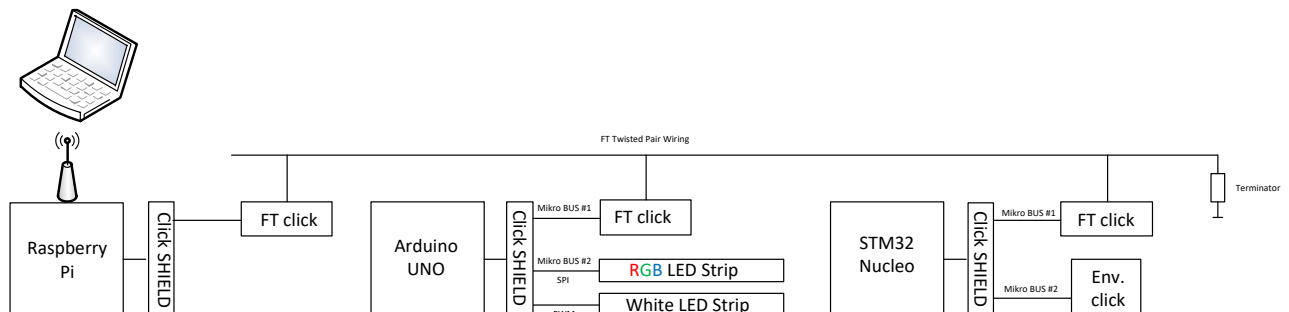 FT Twisted Pair Wiring
Terminator
Raspberry
Pi
Click SHIELD
FT click
Arduino
UNO
Click SHIELD
Mikro BUS #1
FT click
Mikro BUS #2
SPI
RGB LED Strip
White LED Strip
STM32
Nucleo
Click SHIELD
Mikro BUS #1
FT click
Mikro BUS #2
Env.
click